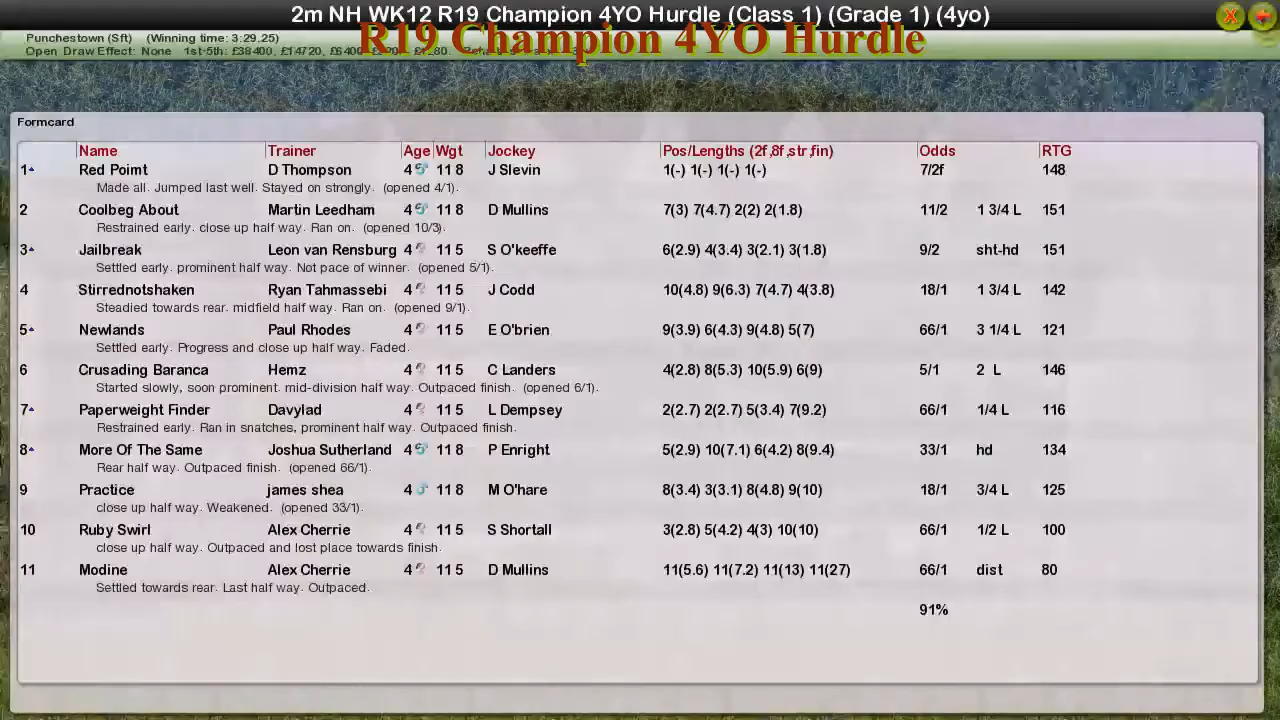 2m NH WK12 R19 Champion 4YO Hurdle (Class 1) (Grade 1) (4yo)
R19 Champion 4YO Hurdle
Punchestown (Sft) (Winning time: 3:29.25)
Open Draw Effect: None 1st-5th: £38400, £14720, £6400
Formcard
Name Trainer Age Wgt Jockey Pos/Lengths (2f,8f,str,fin) Odds RTG
1 Red Poimt D Thompson 4 11 8 J Slevin 1(-) 1(-) 1(-) 1(-) 7/2f 148
Made all. Jumped last well. Stayed on strongly. (opened 4/1).
2 Coolbeg About Martin Leedham 4 11 8 D Mullins 7(3) 7(4.7) 2(2) 2(1.8) 11/2 1 3/4 L 151
Restrained early. close up half way. Ran on. (opened 10/3).
3 Jailbreak Leon van Rensburg 4 11 5 S O'keeffe 6(2.9) 4(3.4) 3(2.1) 3(1.8) 9/2 sht-hd 151
Settled early. prominent half way. Not pace of winner. (opened 5/1).
4 Stirrednotshaken Ryan Tahmassebi 4 11 5 J Codd 10(4.8) 9(6.3) 7(4.7) 4(3.8) 18/1 1 3/4 L 142
Steadied towards rear. midfield half way. Ran on. (opened 9/1).
5 Newlands Paul Rhodes 4 11 5 E O'brien 9(3.9) 6(4.3) 9(4.8) 5(7) 66/1 3 1/4 L 121
Settled early. Progress and close up half way. Faded.
6 Crusading Baranca Hemz 4 11 5 C Landers 4(2.8) 8(5.3) 10(5.9) 6(9) 5/1 2 L 146
Started slowly, soon prominent. mid-division half way. Outpaced finish. (opened 6/1).
7 Paperweight Finder Davylad 4 11 5 L Dempsey 2(2.7) 2(2.7) 5(3.4) 7(9.2) 66/1 1/4 L 116
Restrained early. Ran in snatches, prominent half way. Outpaced finish.
8 More Of The Same Joshua Sutherland 4 11 8 P Enright 5(2.9) 10(7.1) 6(4.2) 8(9.4) 33/1 hd 134
Rear half way. Outpaced finish. (opened 66/1).
9 Practice james shea 4 11 8 M O'hare 8(3.4) 3(3.1) 8(4.8) 9(10) 18/1 3/4 L 125
close up half way. Weakened. (opened 33/1).
10 Ruby Swirl Alex Cherrie 4 11 5 S Shortall 3(2.8) 5(4.2) 4(3) 10(10) 66/1 1/2 L 100
close up half way. Outpaced and lost place towards finish.
11 Modine Alex Cherrie 4 11 5 D Mullins 11(5.6) 11(7.2) 11(13) 11(27) 66/1 dist 80
Settled towards rear. Last half way. Outpaced.
91%